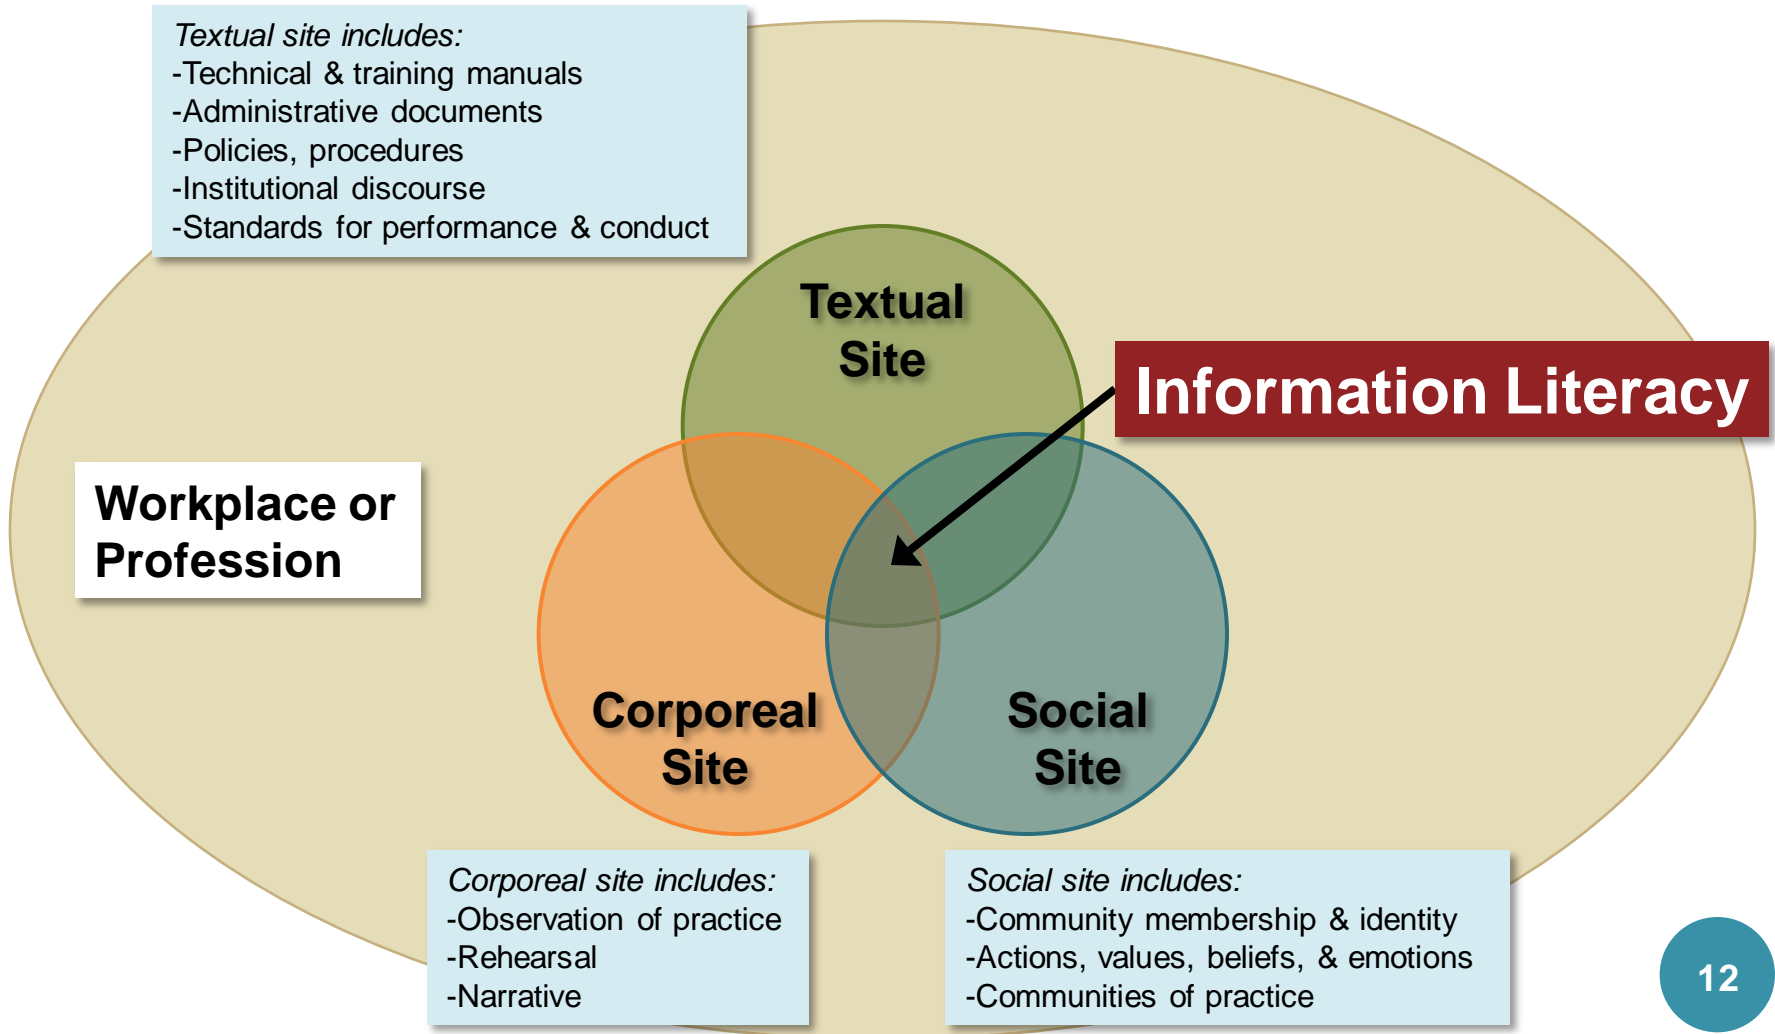 Textual site includes:
-Technical & training manuals
-Administrative documents
-Policies, procedures
-Institutional discourse
-Standards for performance & conduct
Textual
Site
Information Literacy
Workplace or
Profession
Corporeal
Site
Social
Site
Corporeal site includes:
-Observation of practice
-Rehearsal
-Narrative
Social site includes:
-Community membership & identity
-Actions, values, beliefs, & emotions
-Communities of practice
12